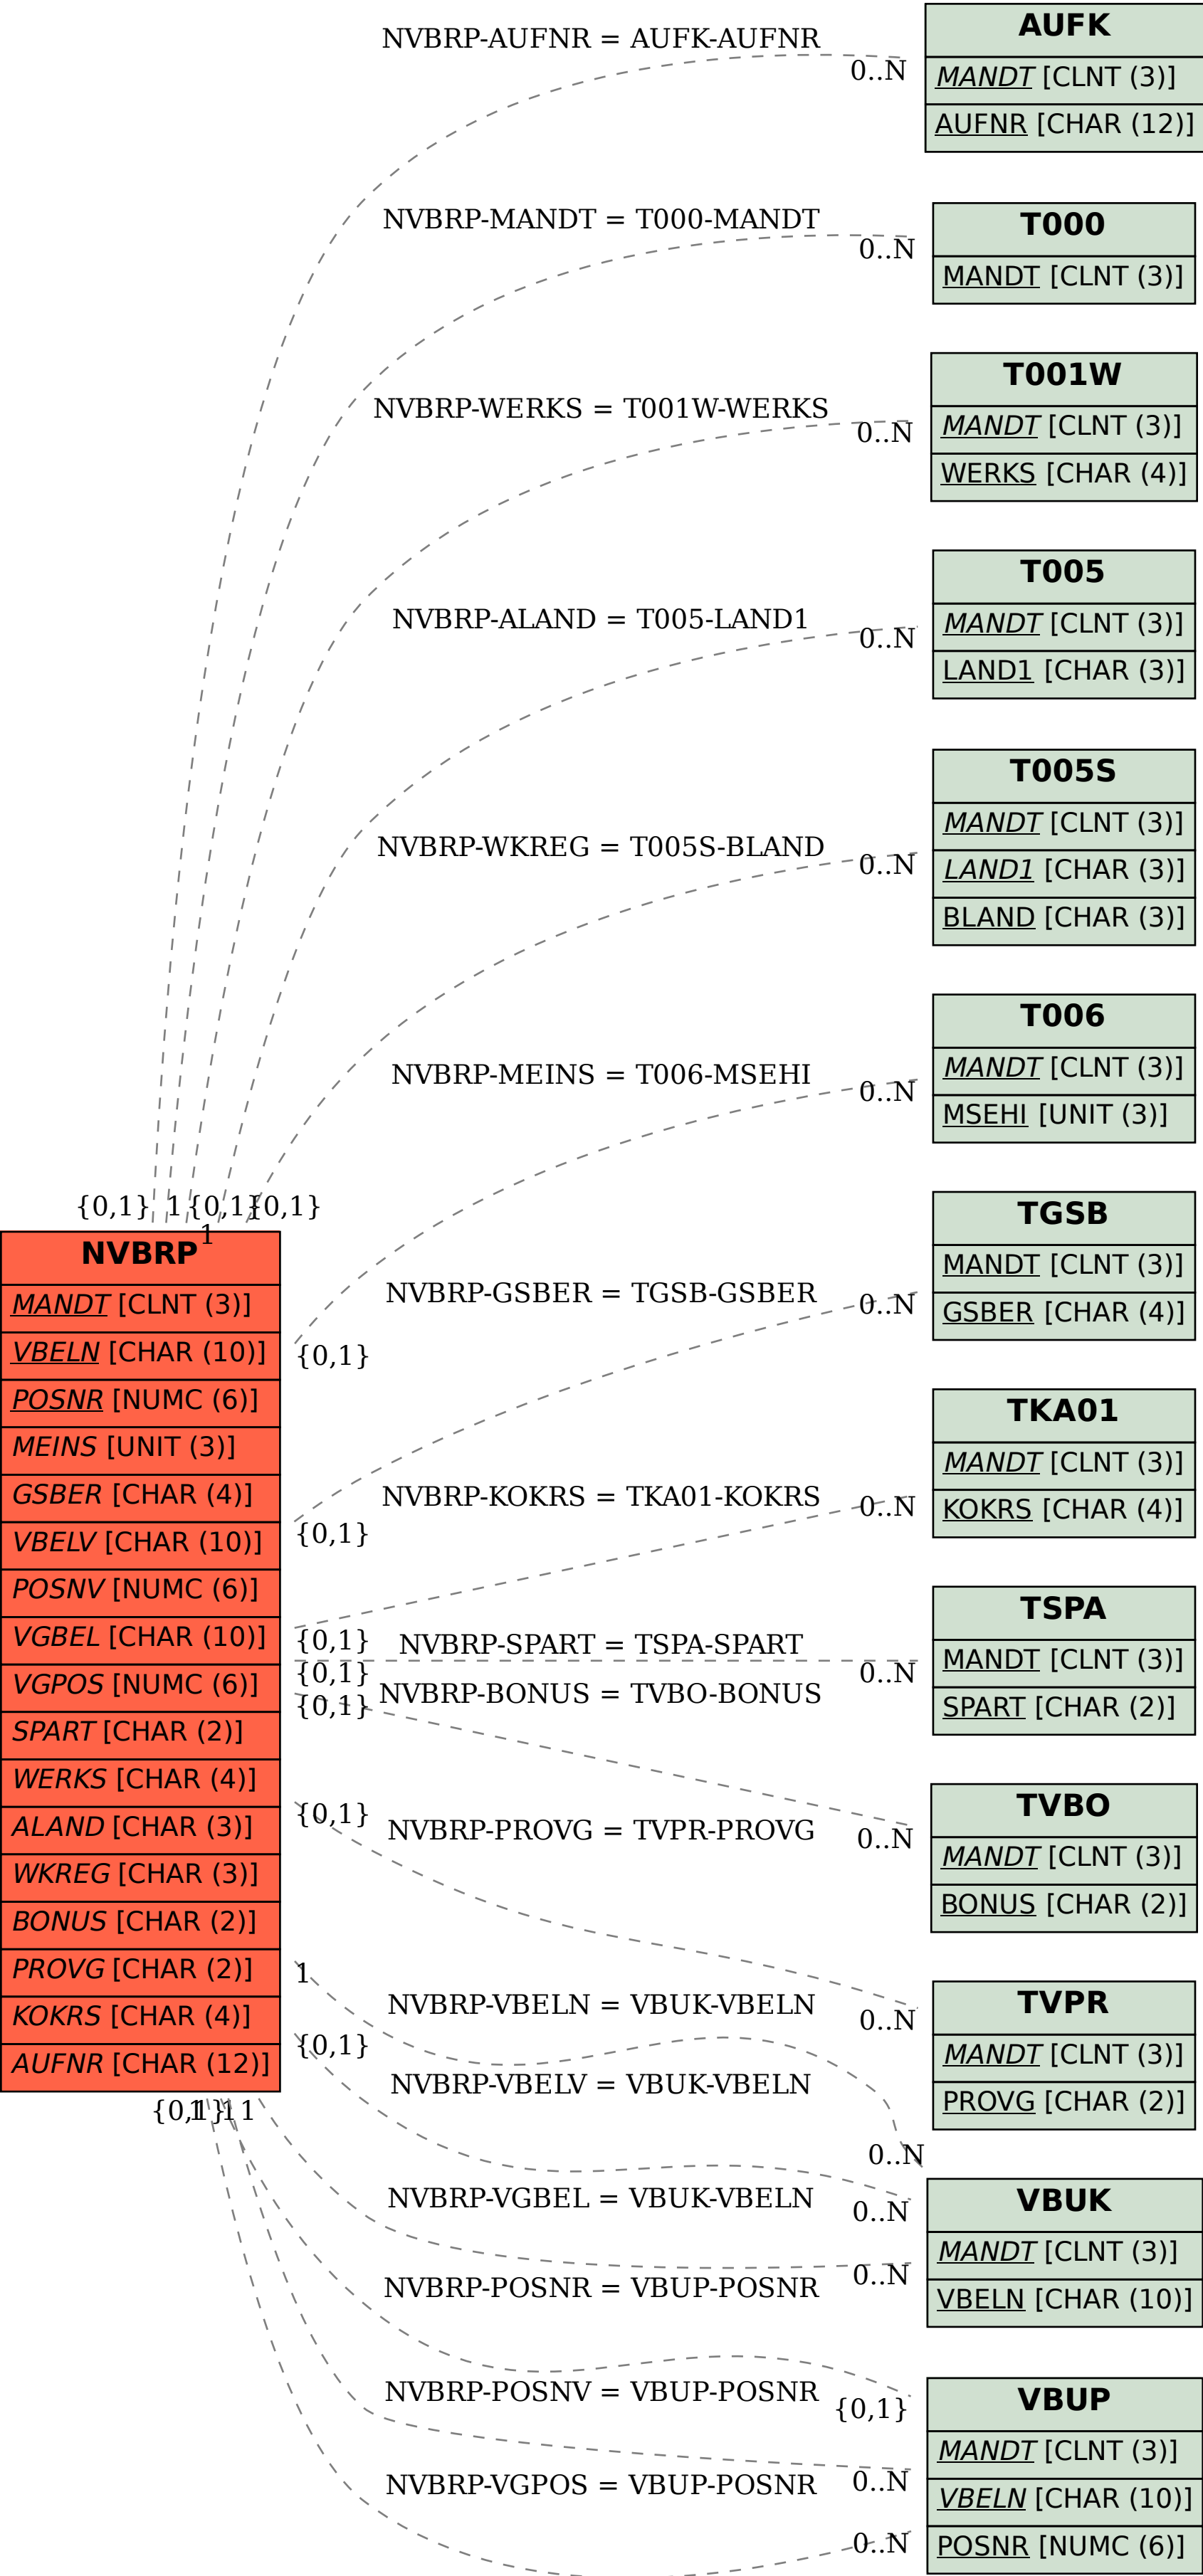 NVBRP-AUFNR = AUFK-AUFNR
0..N
AUFK
MANDT [CLNT (3)]
AUFNR [CHAR (12)]
NVBRP-MANDT = T000-MANDT
0..N
T000
MANDT [CLNT (3)]
NVBRP-WERKS = T001W-WERKS
0..N
T001W
MANDT [CLNT (3)]
WERKS [CHAR (4)]
NVBRP-ALAND = T005-LAND1
0..N
T005
MANDT [CLNT (3)]
LAND1 [CHAR (3)]
NVBRP-WKREG = T005S-BLAND
0..N
T005S
MANDT [CLNT (3)]
LAND1 [CHAR (3)]
BLAND [CHAR (3)]
NVBRP-MEINS = T006-MSEHI
0..N
T006
MANDT [CLNT (3)]
MSEHI [UNIT (3)]
NVBRP-GSBER = TGSB-GSBER
0..N
TGSB
MANDT [CLNT (3)]
GSBER [CHAR (4)]
NVBRP-KOKRS = TKA01-KOKRS
0..N
TKA01
MANDT [CLNT (3)]
KOKRS [CHAR (4)]
NVBRP-SPART = TSPA-SPART
0..N
TSPA
MANDT [CLNT (3)]
SPART [CHAR (2)]
NVBRP-BONUS = TVBO-BONUS
0..N
TVBO
MANDT [CLNT (3)]
BONUS [CHAR (2)]
NVBRP-PROVG = TVPR-PROVG
0..N
TVPR
MANDT [CLNT (3)]
PROVG [CHAR (2)]
NVBRP-VBELN = VBUK-VBELN
0..N
NVBRP-VBELV = VBUK-VBELN
0..N
NVBRP-VGBEL = VBUK-VBELN
0..N
VBUK
MANDT [CLNT (3)]
VBELN [CHAR (10)]
NVBRP-POSNR = VBUP-POSNR
{0,1}
NVBRP-POSNV = VBUP-POSNR
0..N
NVBRP-VGPOS = VBUP-POSNR
0..N
VBUP
MANDT [CLNT (3)]
VBELN [CHAR (10)]
POSNR [NUMC (6)]
{0,1} 1 {0,1} {0,1}
1
NVBRP
MANDT [CLNT (3)]
VBELN [CHAR (10)]
POSNR [NUMC (6)]
MEINS [UNIT (3)]
GSBER [CHAR (4)]
VBELV [CHAR (10)]
POSNV [NUMC (6)]
VGBEL [CHAR (10)]
VGPOS [NUMC (6)]
SPART [CHAR (2)]
WERKS [CHAR (4)]
ALAND [CHAR (3)]
WKREG [CHAR (3)]
BONUS [CHAR (2)]
PROVG [CHAR (2)]
KOKRS [CHAR (4)]
AUFNR [CHAR (12)]
{0,1}
{0,1}
{0,1}
{0,1}
{0,1}
{0,1}
1
{0,1}
{0,1} 1 1 1